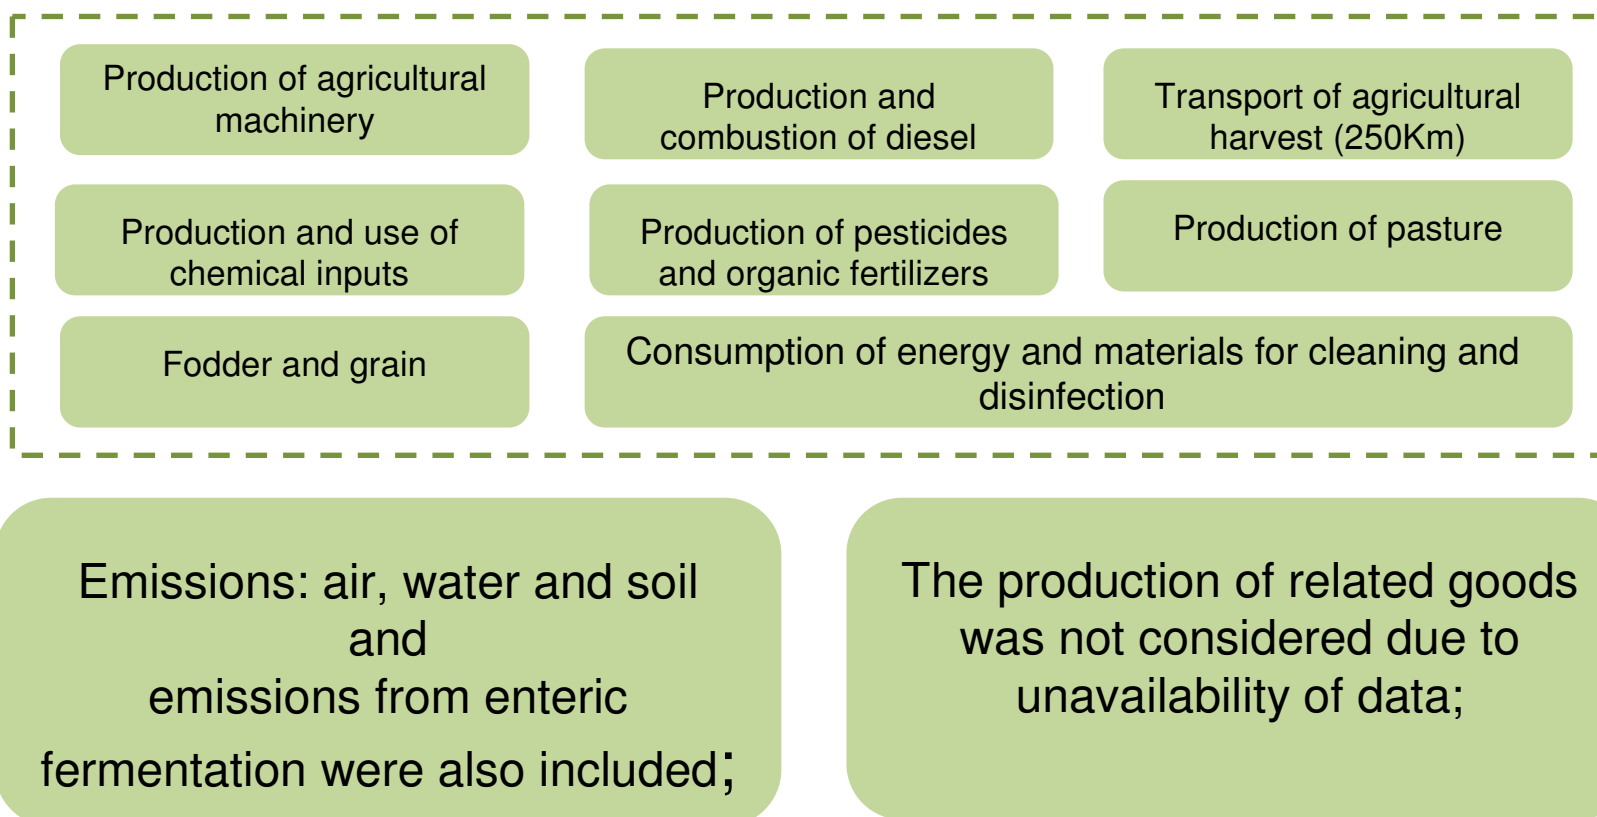 Production of agricultural
machinery
Production and
combustion of diesel
Transport of agricultural
harvest (250Km)
Production and use of
chemical inputs
Production of pesticides
and organic fertilizers
Production of pasture
Fodder and grain
Consumption of energy and materials for cleaning and
disinfection
Emissions: air, water and soil
and
emissions from enteric
fermentation were also included;
The production of related goods
was not considered due to
unavailability of data;